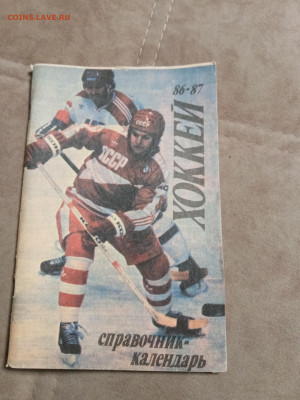 COINS.LAVE.RU
86-87
ХОККЕЙ
СССР
справочник-
календарь